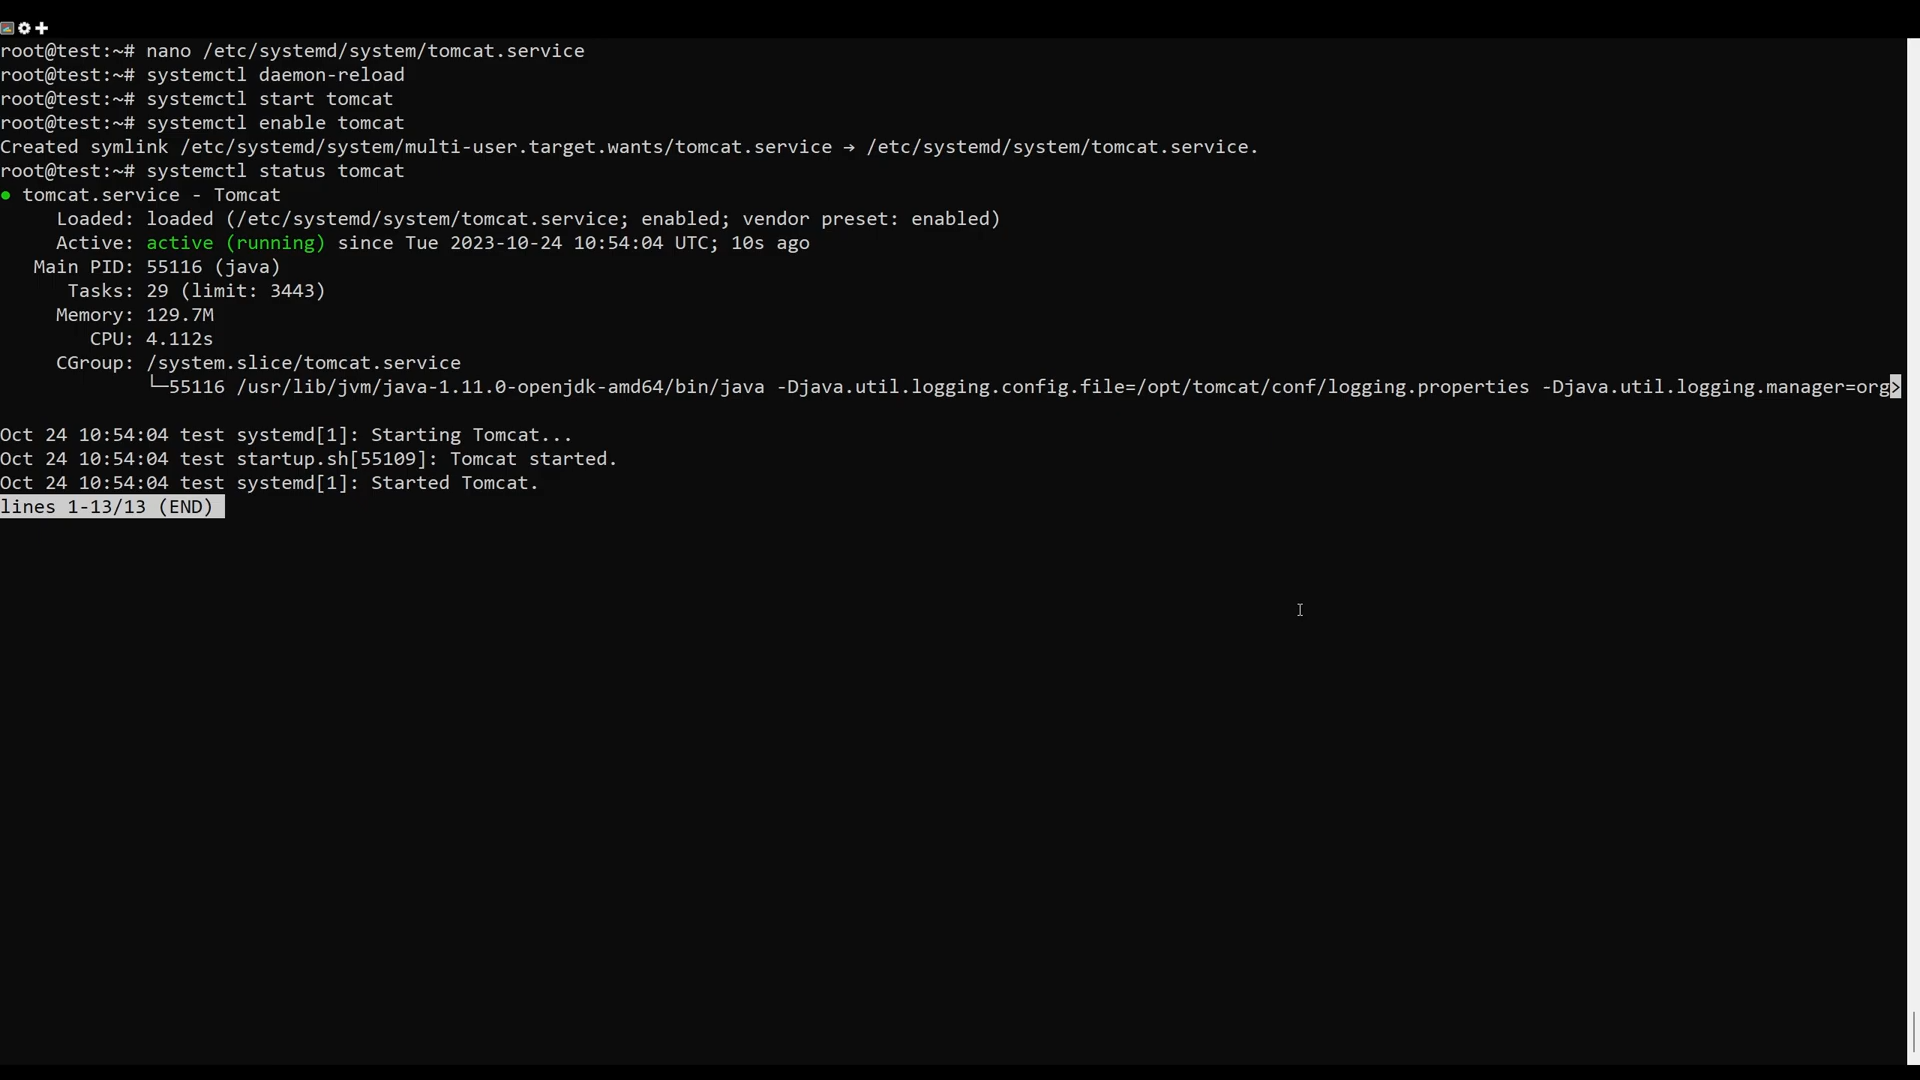 root@test:~# nano /etc/systemd/system/tomcat.service
root@test:~# systemctl daemon-reload
root@test:~# systemctl start tomcat
root@test:~# systemctl enable tomcat
Created symlink /etc/systemd/system/multi-user.target.wants/tomcat.service → /etc/systemd/system/tomcat.service.
root@test:~# systemctl status tomcat
● tomcat.service - Tomcat
     Loaded: loaded (/etc/systemd/system/tomcat.service; enabled; vendor preset: enabled)
     Active: active (running) since Tue 2023-10-24 10:54:04 UTC; 10s ago
   Main PID: 55116 (java)
      Tasks: 29 (limit: 3443)
     Memory: 129.7M
        CPU: 4.112s
     CGroup: /system.slice/tomcat.service
             └─55116 /usr/lib/jvm/java-1.11.0-openjdk-amd64/bin/java -Djava.util.logging.config.file=/opt/tomcat/conf/logging.properties -Djava.util.logging.manager=org>
Oct 24 10:54:04 test systemd[1]: Starting Tomcat...
Oct 24 10:54:04 test startup.sh[55109]: Tomcat started.
Oct 24 10:54:04 test systemd[1]: Started Tomcat.
lines 1-13/13 (END)